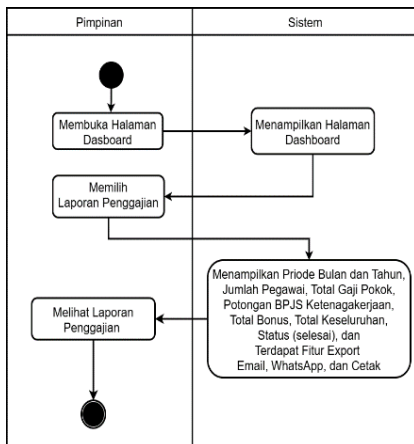 Pimpinan
Sistem
Membuka Halaman
Dasboard
Menampilkan Halaman
Dashboard
Memilih
Laporan Penggajian
Menampilkan Priode Bulan dan Tahun,
Jumlah Pegawai, Total Gaji Pokok,
Potongan BPJS Ketenagakerjaan,
Total Bonus, Total Keseluruhan,
Status (selesai), dan
Terdapat Fitur Export
Email, WhatsApp, dan Cetak
Melihat Laporan
Penggajian